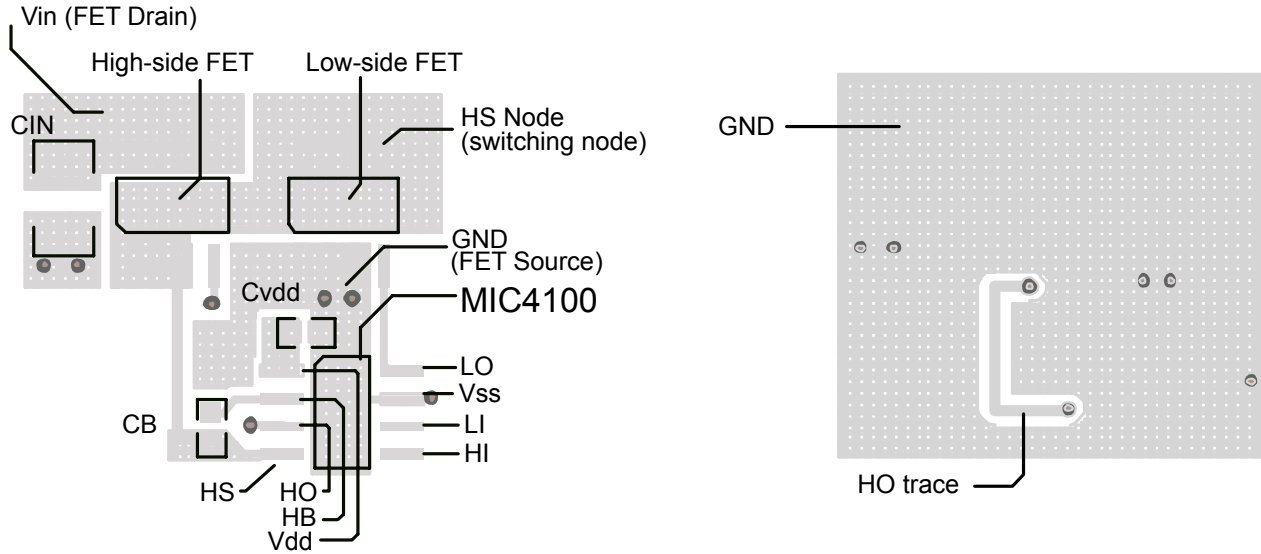 Vin (FET Drain)
High-side FET
Low-side FET
CIN
HS Node
(switching node)
GND
(FET Source)
Cvdd
MIC4100
LO
Vss
CB
LI
HI
HS
HO
HB
Vdd
GND
HO trace